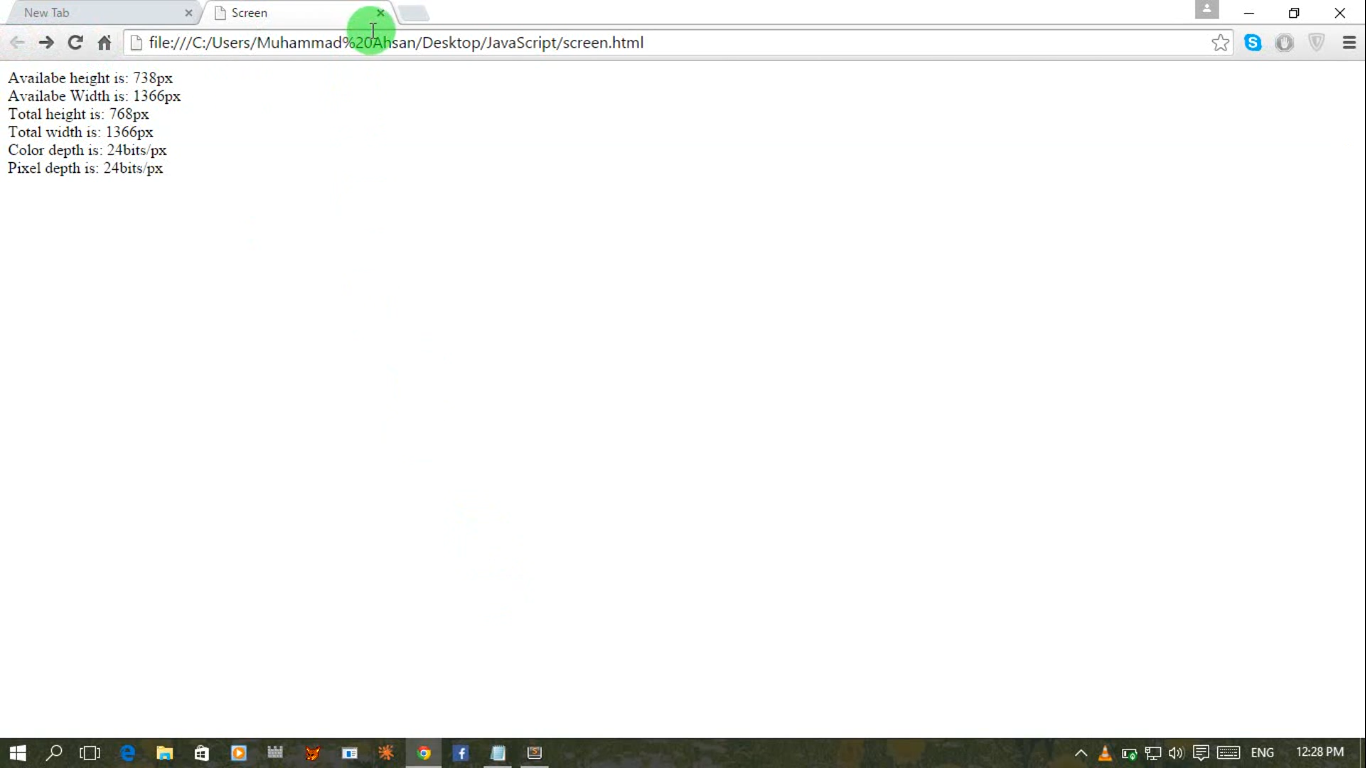 New Tab
Screen
file:///C:/Users/Muhammad%20Ahsan/Desktop/JavaScript/screen.html
Availabe height is: 738px
Availabe Width is: 1366px
Total height is: 768px
Total width is: 1366px
Color depth is: 24bits/px
Pixel depth is: 24bits/px
ENG
12:28 PM